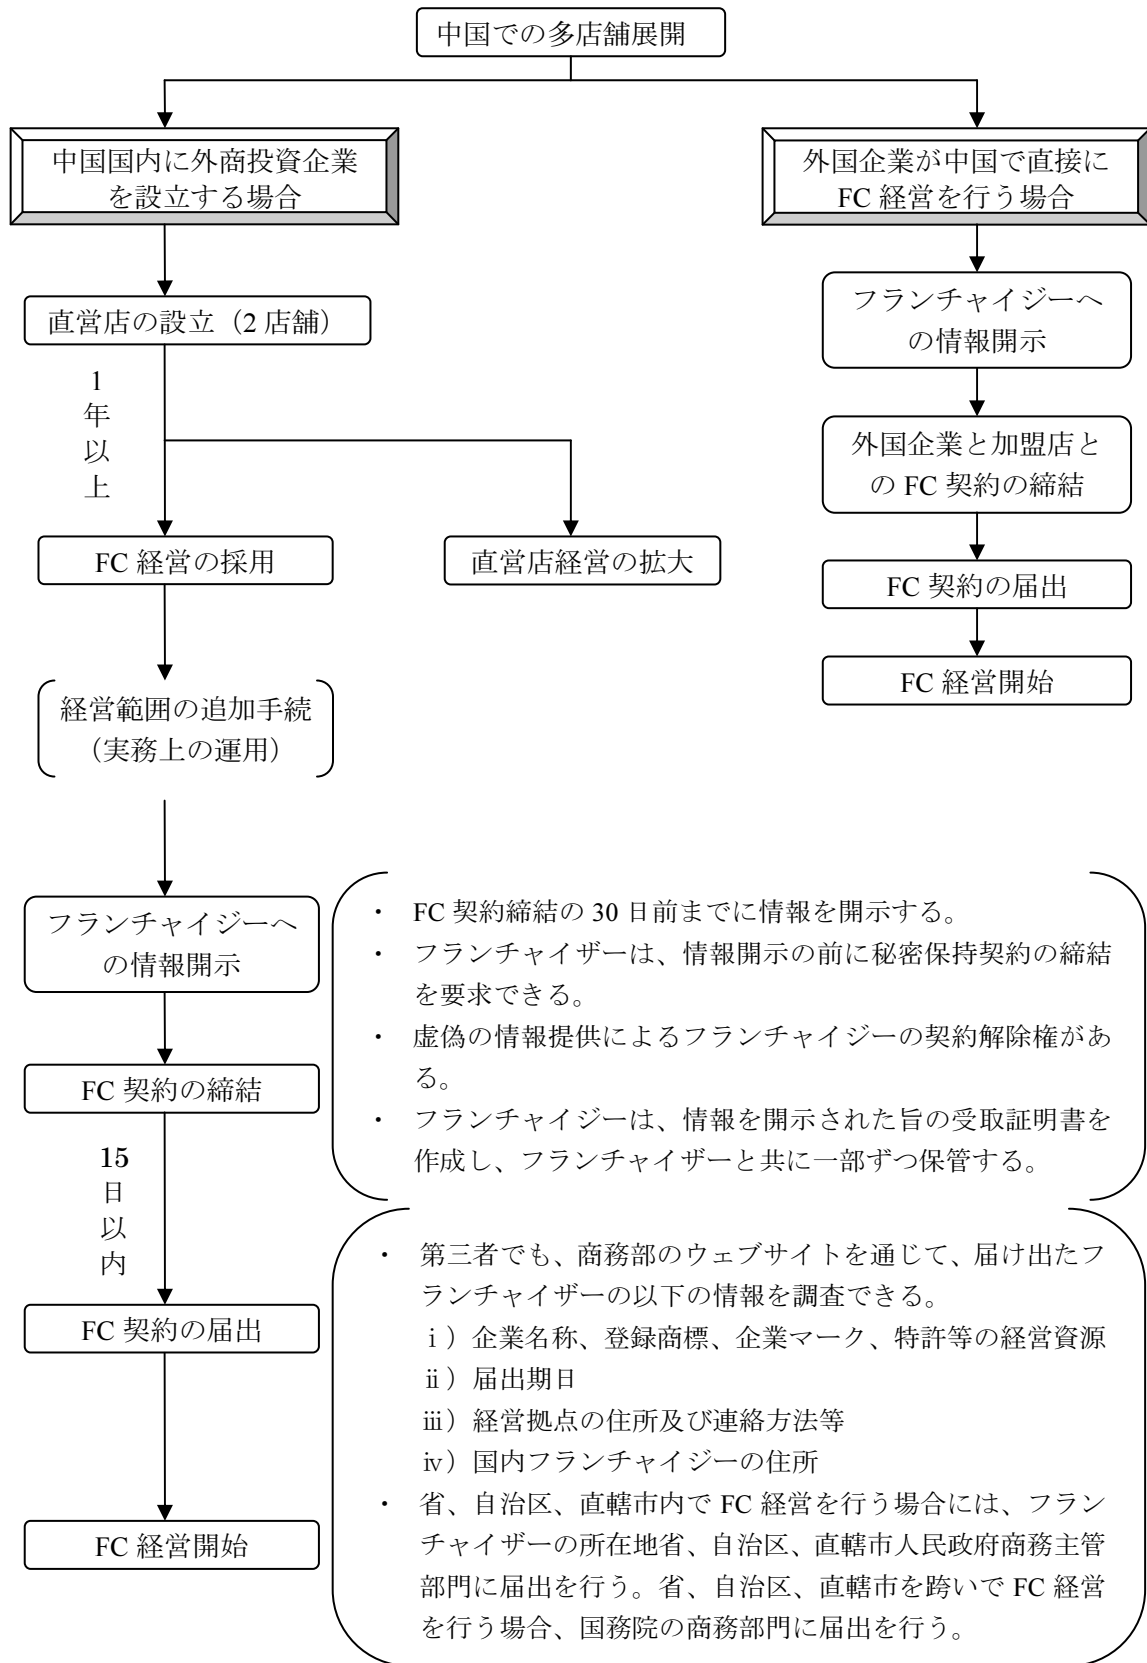 中国での多店舗展開
中国国内に外商投資企業
を設立する場合
直営店の設立（2 店舗）
1
年
以
上
FC 経営の採用
直営店経営の拡大
経営範囲の追加手続
（実務上の運用）
フランチャイジーへ
の情報開示
FC 契約の締結
15
日
以
内
FC 契約の届出
FC 経営開始
外国企業が中国で直接に
FC 経営を行う場合
フランチャイジーへ
の情報開示
外国企業と加盟店と
の FC 契約の締結
FC 契約の届出
FC 経営開始
・ FC 契約締結の 30 日前までに情報を開示する。
・ フランチャイザーは、情報開示の前に秘密保持契約の締結
を要求できる。
・ 虚偽の情報提供によるフランチャイジーの契約解除権があ
る。
・ フランチャイジーは、情報を開示された旨の受取証明書を
作成し、フランチャイザーと共に一部ずつ保管する。
・ 第三者でも、商務部のウェブサイトを通じて、届け出たフ
ランチャイザーの以下の情報を調査できる。
ⅰ）企業名称、登録商標、企業マーク、特許等の経営資源
ⅱ）届出期日
ⅲ）経営拠点の住所及び連絡方法等
ⅳ）国内フランチャイジーの住所
・ 省、自治区、直轄市内で FC 経営を行う場合には、フラン
チャイザーの所在地省、自治区、直轄市人民政府商務主管
部門に届出を行う。省、自治区、直轄市を跨いで FC 経営
を行う場合、国務院の商務部門に届出を行う。